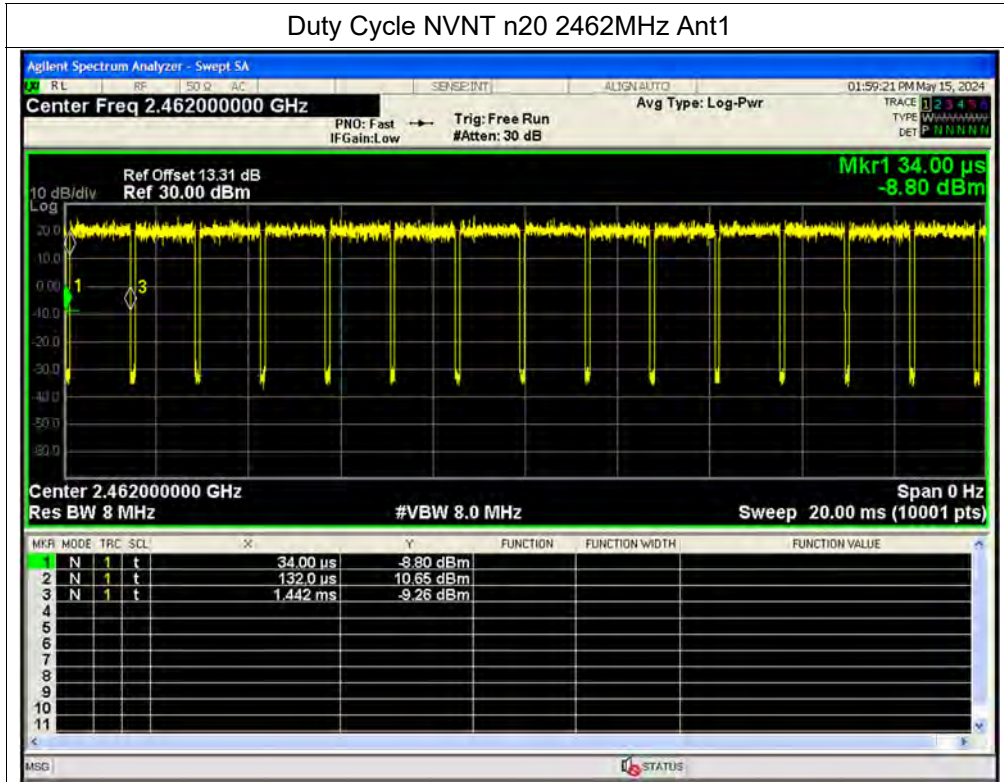 Duty Cycle NVNT n20 2462MHz Ant1
Agilent Spectrum Analyzer - Swept SA
RL RF 50 Ω AC SENSE:INT ALIGN AUTO 01:59:21 PM May 15, 2024
Center Freq 2.462000000 GHz
Avg Type: Log-Pwr
TRACE 1 2 3 4 5 6
PNO: Fast Trig: Free Run
TYPE WWWWWW
IFGain:Low #Atten: 30 dB
DET P N N N N N
Mkr1 34.00 µs
-8.80 dBm
Ref Offset 13.31 dB
10 dB/div Ref 30.00 dBm
Log
20.0
10.0
0.00
1
3
-10.0
-20.0
-30.0
-40.0
-50.0
-60.0
Center 2.462000000 GHz Span 0 Hz
Res BW 8 MHz #VBW 8.0 MHz Sweep 20.00 ms (10001 pts)
MKR MODE TRC SCL X Y FUNCTION FUNCTION WIDTH FUNCTION VALUE
1 N 1 t 34.00 µs -8.80 dBm
2 N 1 t 132.0 µs 10.65 dBm
3 N 1 t 1.442 ms -9.26 dBm
4
5
6
7
8
9
10
11
MSG STATUS